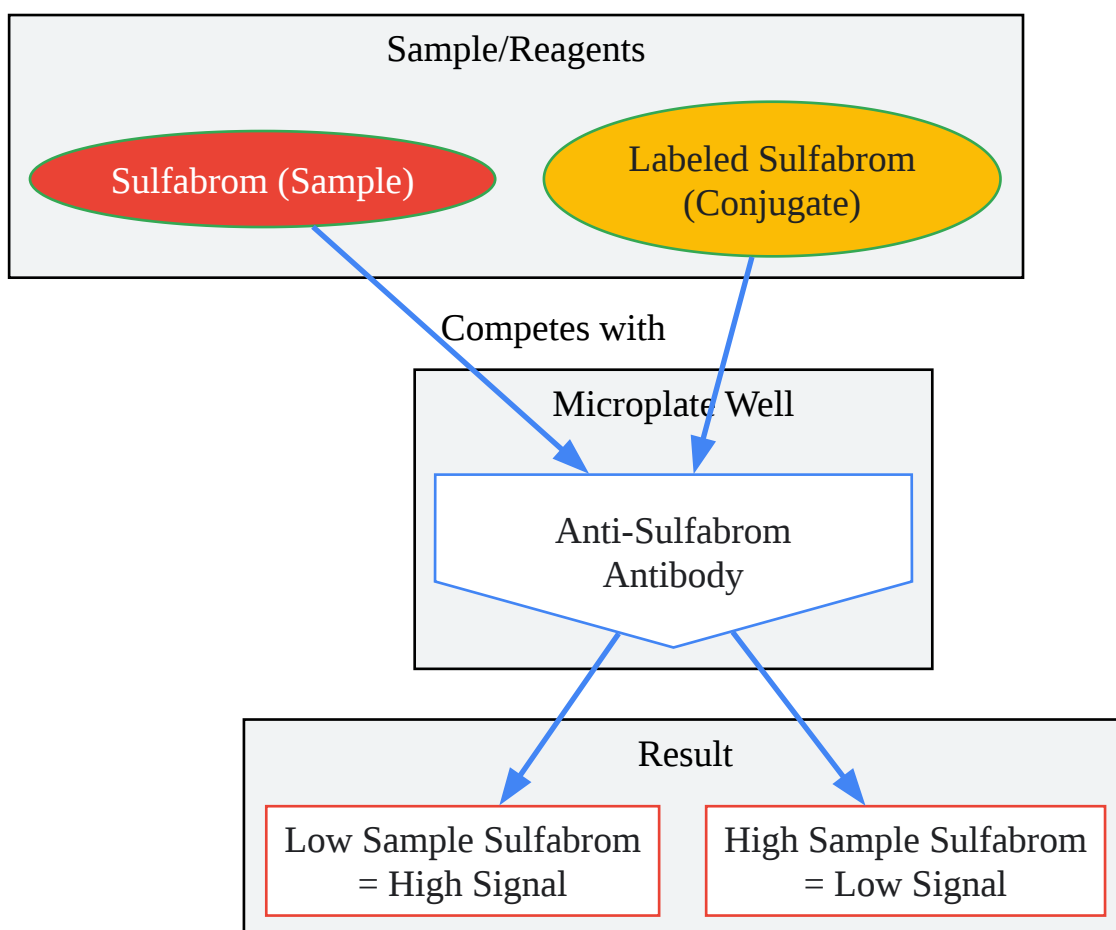 Sample/Reagents
Sulfabrom (Sample)
Labeled Sulfabrom
(Conjugate)
Competes with
Microplate Well
Anti-Sulfabrom
Antibody
Result
Low Sample Sulfabrom
= High Signal
High Sample Sulfabrom
= Low Signal